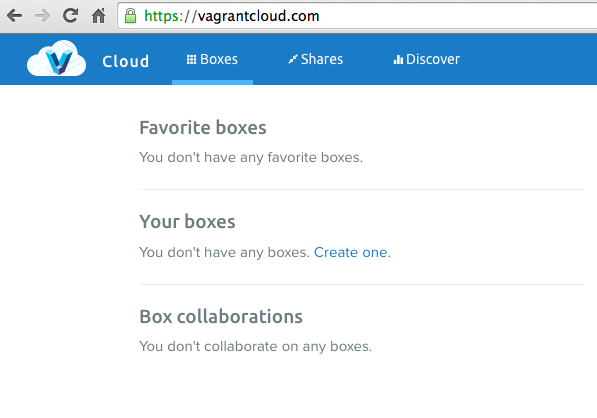 https://vagrantcloud.com
V Cloud Boxes Shares Discover
Favorite boxes
You don't have any favorite boxes.
Your boxes
You don't have any boxes. Create one.
Box collaborations
You don't collaborate on any boxes.